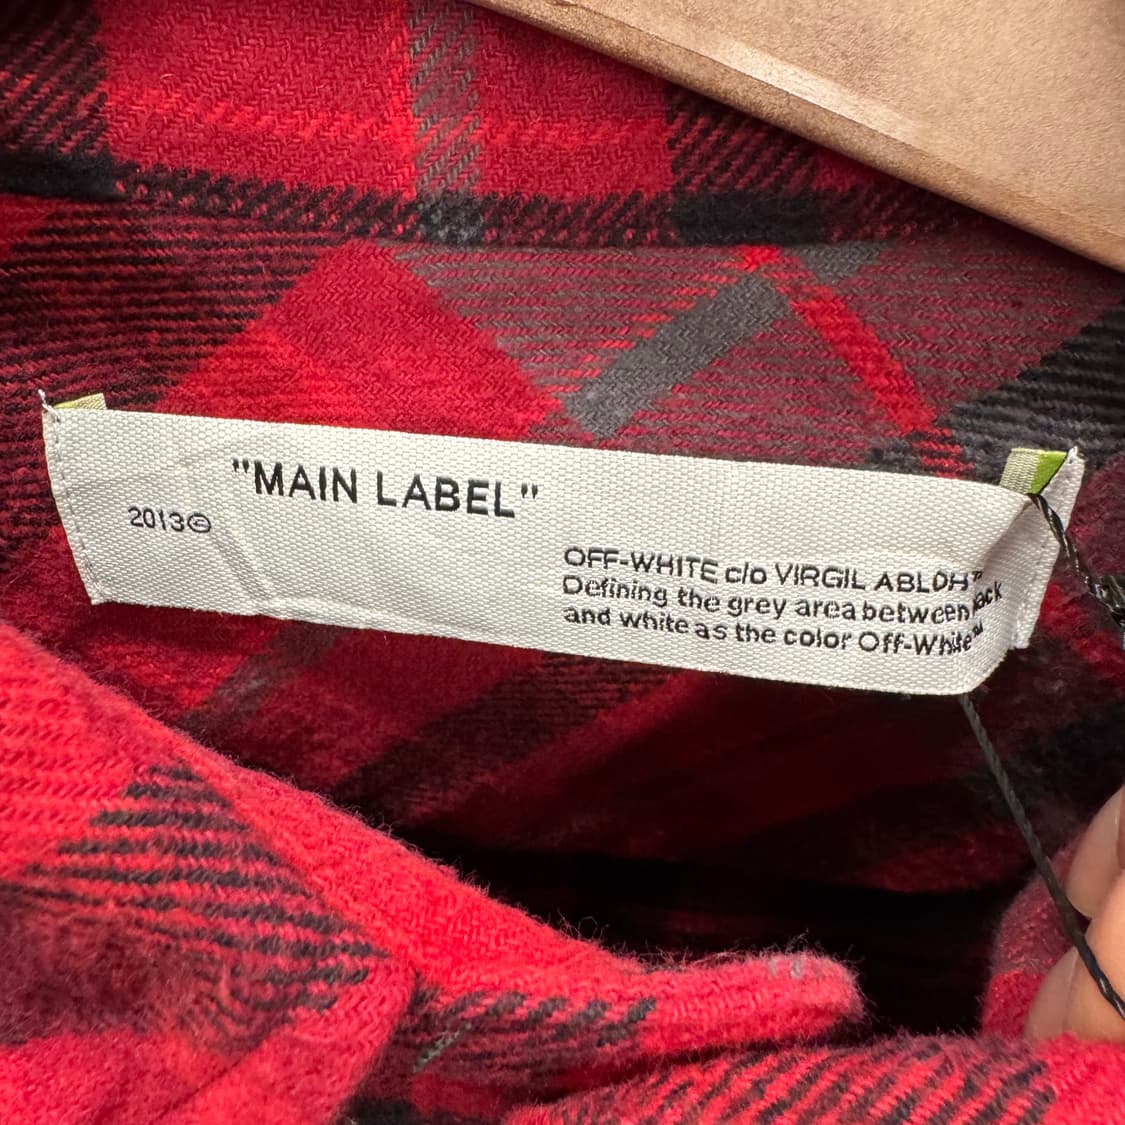 "MAIN LABEL"
2013©
OFF-WHITE c/o VIRGIL ABLOH™
Defining the grey area between
and white as the color Off-White™